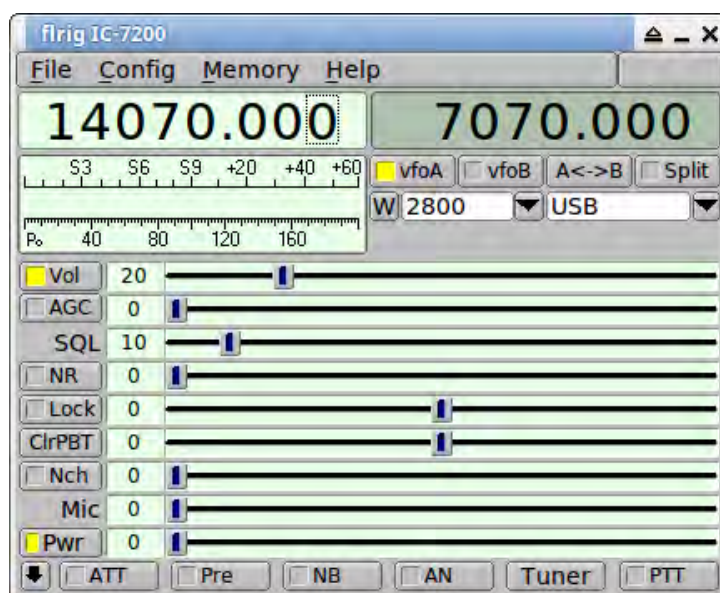 flrig IC-7200
File Config Memory Help
14070.000 7070.000
S3 S6 S9 +20 +40 +60
vfoA vfoB A<->B Split
W 2800 USB
Po 40 80 120 160
Vol 20
AGC 0
SQL 10
NR 0
Lock 0
ClrPBT 0
Nch 0
Mic 0
Pwr 0
ATT Pre NB AN Tuner PTT